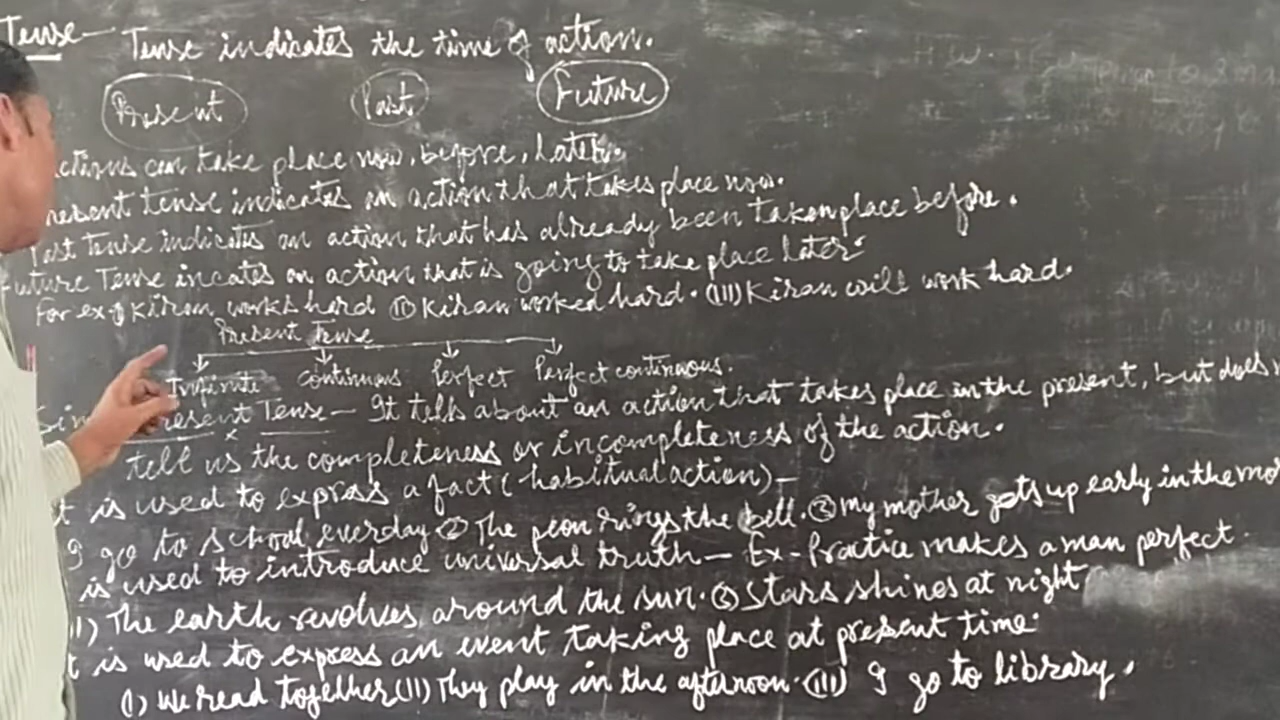 Tense - Tense indicates the time of action.
Present Past Future
ctions can take place now, before, later.
resent tense indicates an action that takes place now.
Past Tense indicates an action that has already been taken place before.
uture Tense incates an action that is going to take place later.
For ex- Kiran works hard (II) Kiran worked hard. (III) Kiran will work hard.
Present Tense
Infinite continuous Perfect Perfect continuous.
Sim resent Tense - It tells about an action that takes place in the present, but does
tell us the completeness or incompleteness of the action.
t is used to express a fact (habitual action) -
I go to school everday ② The peon rings the bell. ③ My mother gets up early in the mo
is used to introduce universal truth - Ex - Practice makes a man perfect.
The earth revolves around the sun. Stars shines at night
t is used to express an event taking place at present time.
(I) We read together (II) They play in the afternoon. (III) I go to library.